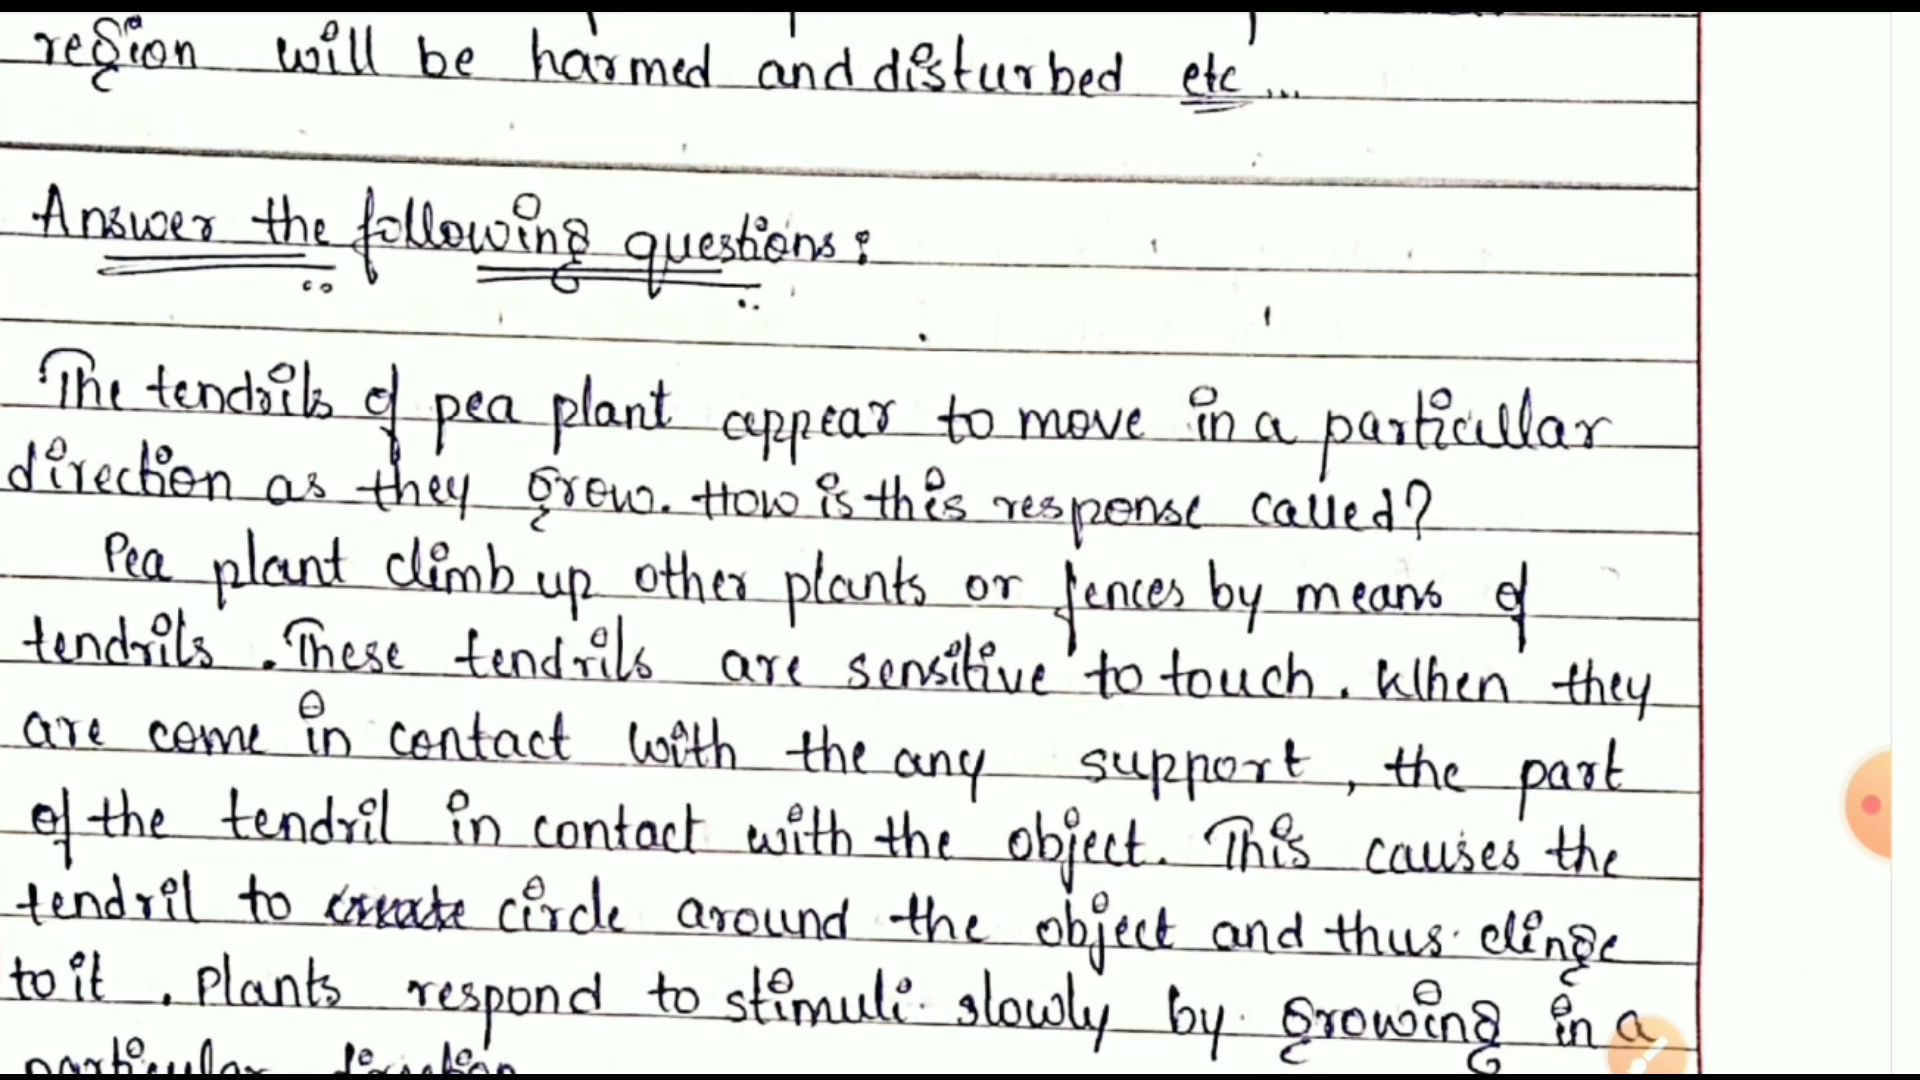 region will be harmed and disturbed etc...
Answer the following questions:
The tendrils of pea plant appear to move in a particular
direction as they grow. How is this response called?
Pea plant climb up other plants or fences by means of
tendrils. These tendrils are sensitive to touch. When they
are come in contact with the any support, the part
of the tendril in contact with the object. This causes the
tendril to circle around the object and thus clinge
to it. Plants respond to stimuli slowly by growing in a
particular direction